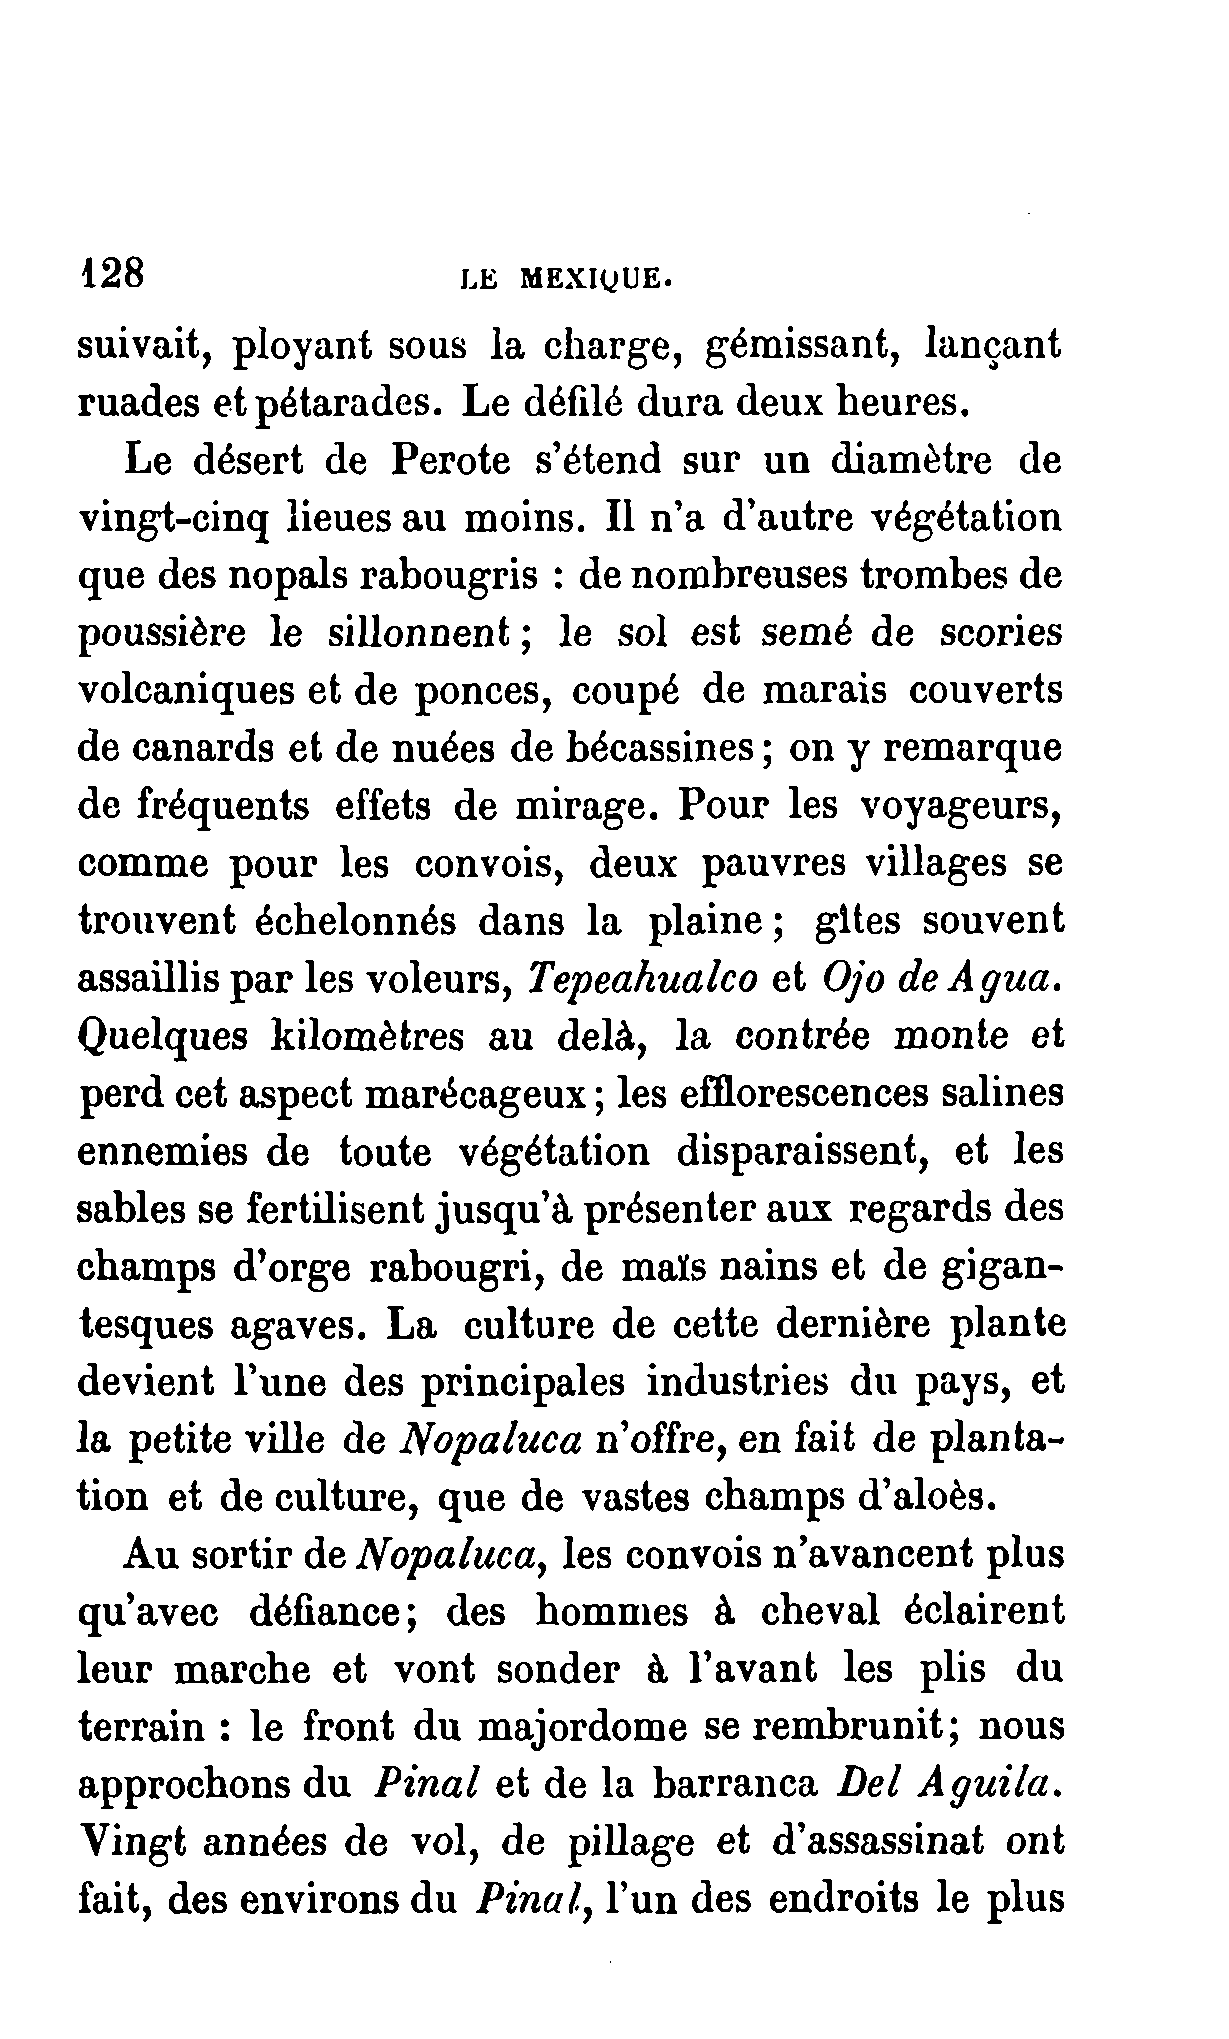 128 LE MEXIQUE.
suivait, ployant sous la charge, gémissant, lançant
ruades et pétarades. Le défilé dura deux heures.
Le désert de Perote s'étend sur un diamètre de
vingt-cinq lieues au moins. Il n'a d'autre végétation
que des nopals rabougris : de nombreuses trombes de
poussière le sillonnent ; le sol est semé de scories
volcaniques et de ponces, coupé de marais couverts
de canards et de nuées de bécassines ; on y remarque
de fréquents effets de mirage. Pour les voyageurs,
comme pour les convois, deux pauvres villages se
trouvent échelonnés dans la plaine ; gîtes souvent
assaillis par les voleurs, Tepeahualco et Ojo de Agua.
Quelques kilomètres au delà, la contrée monte et
perd cet aspect marécageux ; les efflorescences salines
ennemies de toute végétation disparaissent, et les
sables se fertilisent jusqu'à présenter aux regards des
champs d'orge rabougri, de maïs nains et de gigan-
tesques agaves. La culture de cette dernière plante
devient l'une des principales industries du pays, et
la petite ville de Nopaluca n'offre, en fait de planta-
tion et de culture, que de vastes champs d'aloès.
Au sortir de Nopaluca, les convois n'avancent plus
qu'avec défiance; des hommes à cheval éclairent
leur marche et vont sonder à l'avant les plis du
terrain : le front du majordome se rembrunit; nous
approchons du Pinal et de la barranca Del Aguila.
Vingt années de vol, de pillage et d'assassinat ont
fait, des environs du Pinal, l'un des endroits le plus